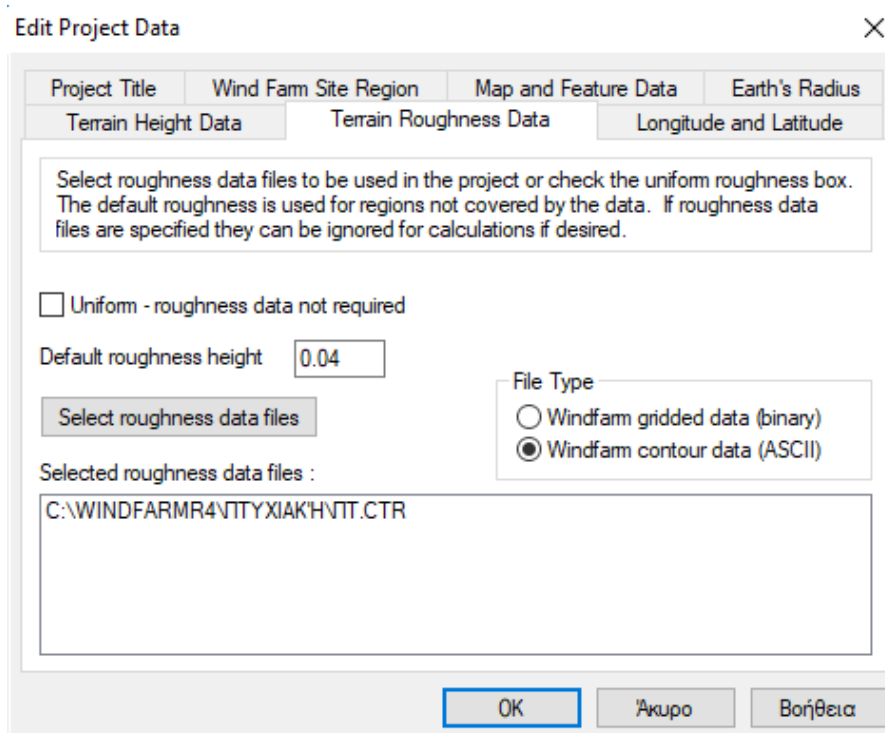 Edit Project Data
Project Title Wind Farm Site Region Map and Feature Data Earth's Radius
Terrain Height Data Terrain Roughness Data Longitude and Latitude
Select roughness data files to be used in the project or check the uniform roughness box.
The default roughness is used for regions not covered by the data. If roughness data
files are specified they can be ignored for calculations if desired.
Uniform - roughness data not required
Default roughness height 0.04
File Type
Windfarm gridded data (binary)
Select roughness data files
Windfarm contour data (ASCII)
Selected roughness data files :
C:\WINDFARMR4\ΠΤΥΧΙΑΚ'Η\ΠΤ.CTR
OK Άκυρο Βοήθεια